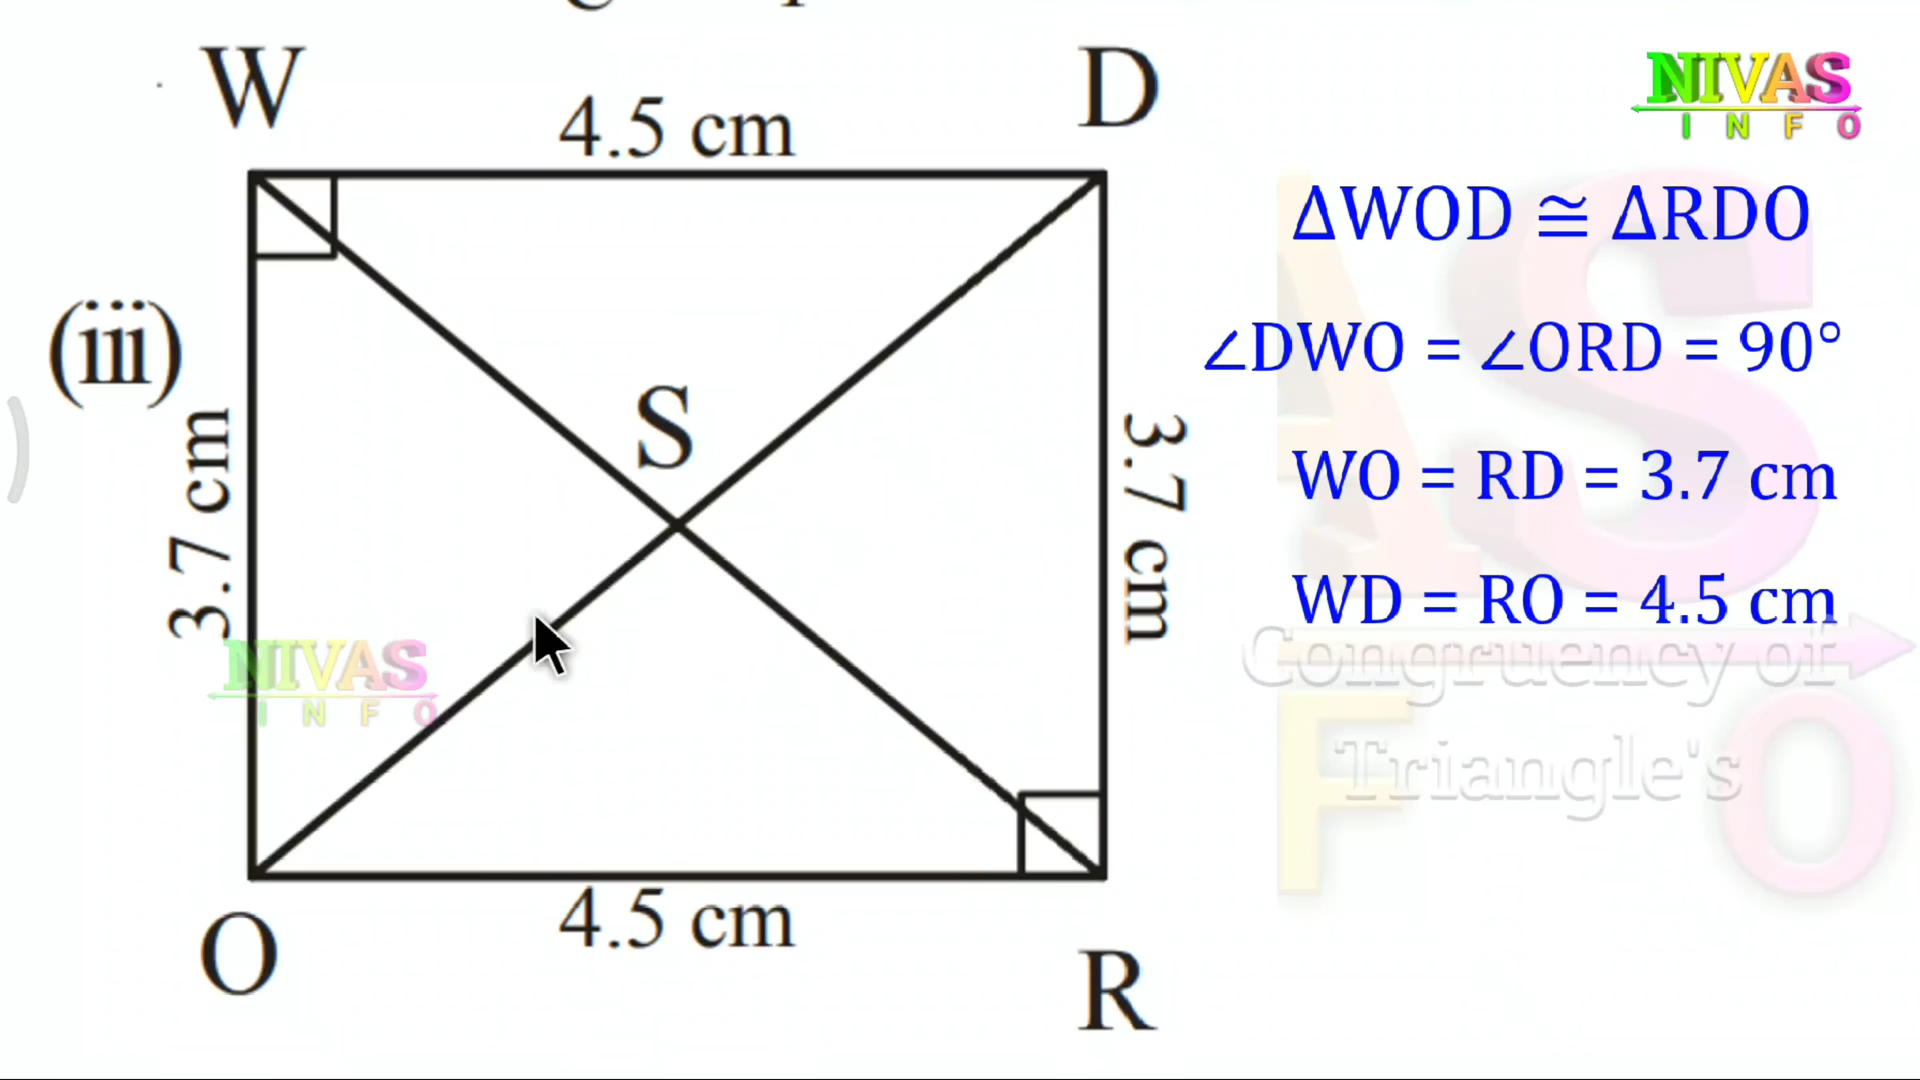 W
D
4.5 cm
NIVAS
INFO
ΔWOD ≅ ΔRDO
(iii)
∠DWO = ∠ORD = 90°
S
3.7 cm
3.7 cm
WO = RD = 3.7 cm
WD = RO = 4.5 cm
NIVAS
INFO
Congruency of
Triangle's
4.5 cm
O
R